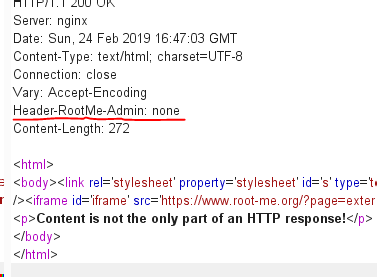 HTTP/1.1 200 OK
Server: nginx
Date: Sun, 24 Feb 2019 16:47:03 GMT
Content-Type: text/html; charset=UTF-8
Connection: close
Vary: Accept-Encoding
Header-RootMe-Admin: none
Content-Length: 272
<html>
<body><link rel='stylesheet' property='stylesheet' id='s' type='te
/><iframe id='iframe' src='https://www.root-me.org/?page=exter
<p>Content is not the only part of an HTTP response!</p>
</body>
</html>